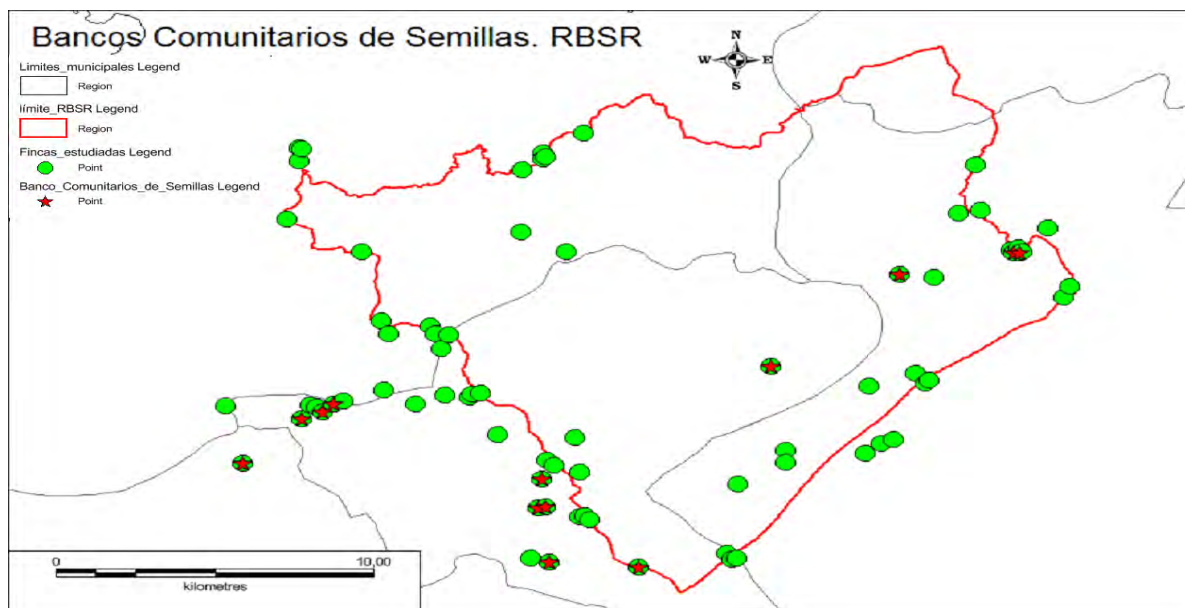 Bancos Comunitarios de Semillas. RBSR
N
W E
S
Limites_municipales Legend
Region
límite_RBSR Legend
Region
Fincas_estudiadas Legend
Point
Banco_Comunitarios_de_Semillas Legend
Point
0 10,00
kilometres